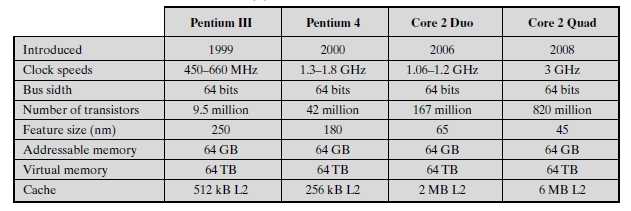 Pentium III Pentium 4 Core 2 Duo Core 2 Quad
Introduced 1999 2000 2006 2008
Clock speeds 450–660 MHz 1.3–1.8 GHz 1.06–1.2 GHz 3 GHz
Bus sidth 64 bits 64 bits 64 bits 64 bits
Number of transistors 9.5 million 42 million 167 million 820 million
Feature size (nm) 250 180 65 45
Addressable memory 64 GB 64 GB 64 GB 64 GB
Virtual memory 64 TB 64 TB 64 TB 64 TB
Cache 512 kB L2 256 kB L2 2 MB L2 6 MB L2